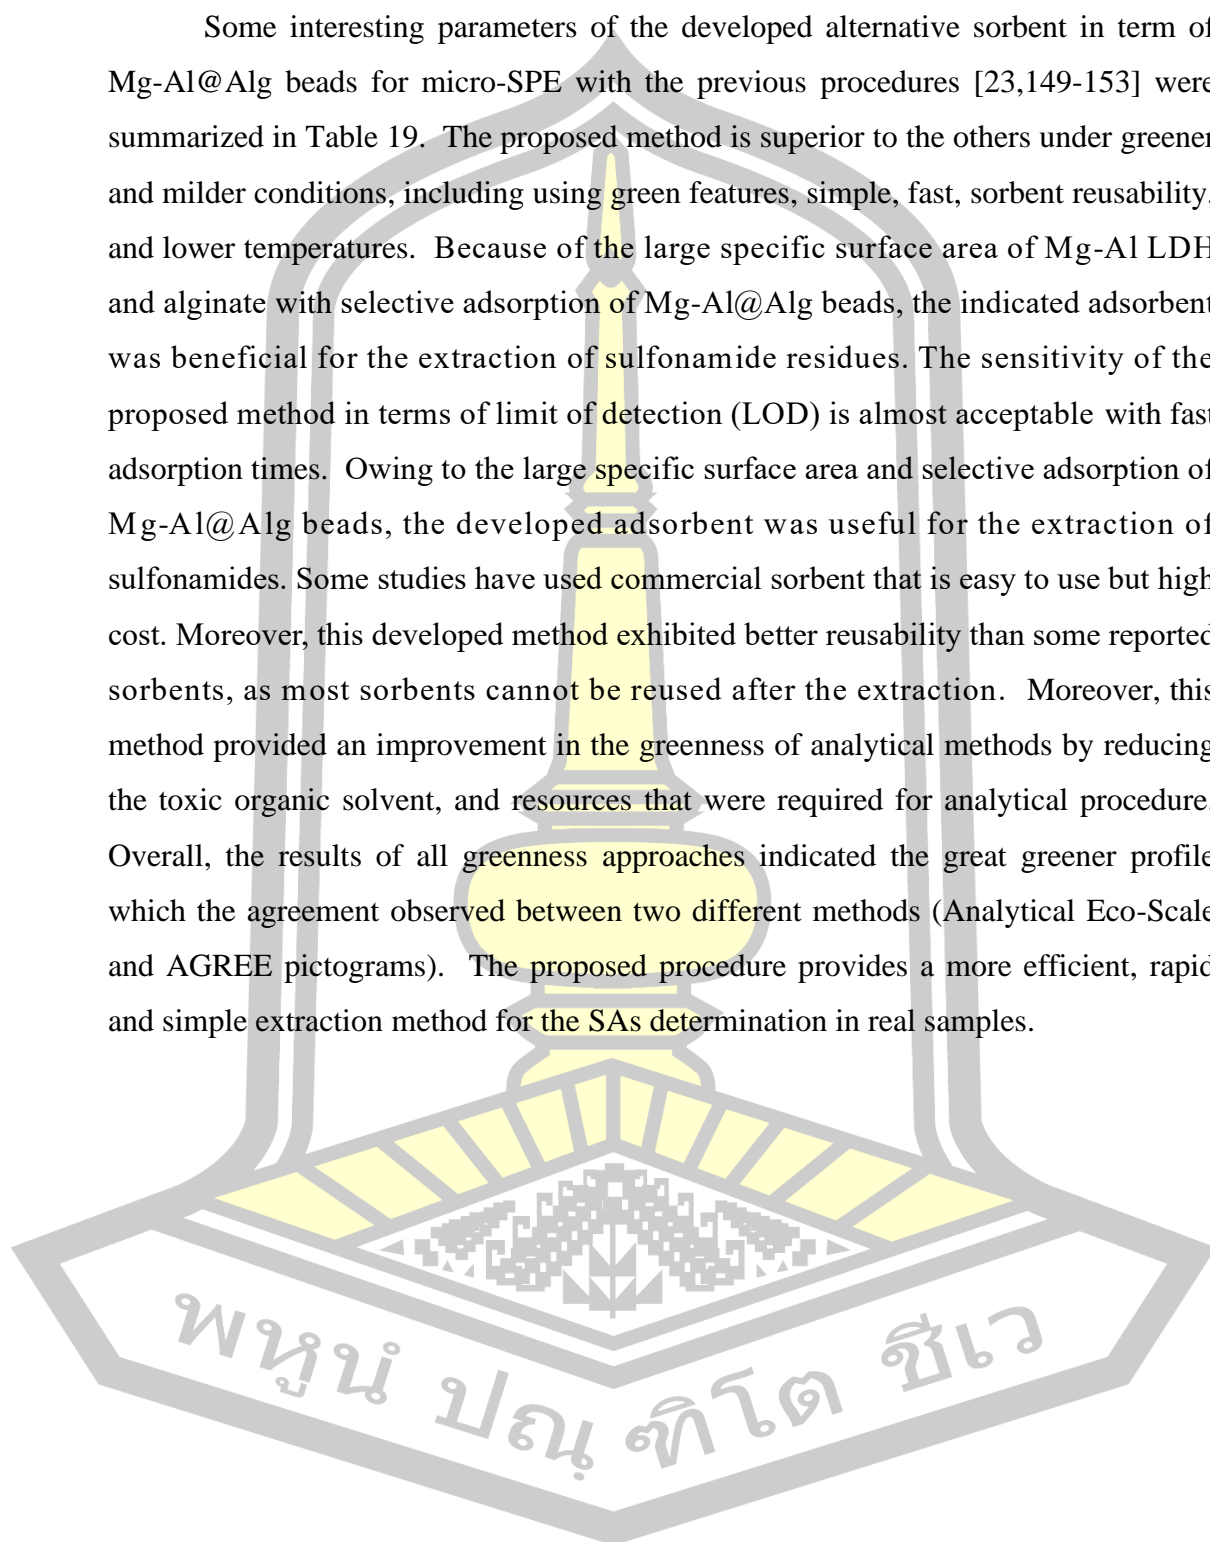 Some interesting parameters of the developed alternative sorbent in term of
Mg-Al@Alg beads for micro-SPE with the previous procedures [23,149-153] were
summarized in Table 19. The proposed method is superior to the others under greener
and milder conditions, including using green features, simple, fast, sorbent reusability,
and lower temperatures. Because of the large specific surface area of Mg-Al LDH
and alginate with selective adsorption of Mg-Al@Alg beads, the indicated adsorbent
was beneficial for the extraction of sulfonamide residues. The sensitivity of the
proposed method in terms of limit of detection (LOD) is almost acceptable with fast
adsorption times. Owing to the large specific surface area and selective adsorption of
Mg-Al@Alg beads, the developed adsorbent was useful for the extraction of
sulfonamides. Some studies have used commercial sorbent that is easy to use but high
cost. Moreover, this developed method exhibited better reusability than some reported
sorbents, as most sorbents cannot be reused after the extraction. Moreover, this
method provided an improvement in the greenness of analytical methods by reducing
the toxic organic solvent, and resources that were required for analytical procedure.
Overall, the results of all greenness approaches indicated the great greener profile
which the agreement observed between two different methods (Analytical Eco-Scale
and AGREE pictograms). The proposed procedure provides a more efficient, rapid
and simple extraction method for the SAs determination in real samples.
พหูนํ ปณฺฑิโต ชีเว